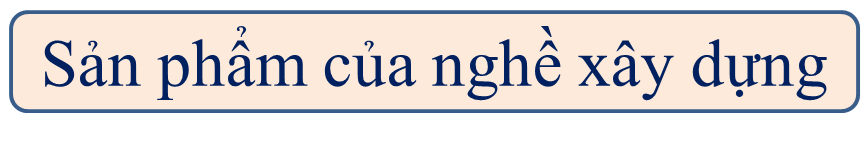 Sản phẩm của nghề xây dựng